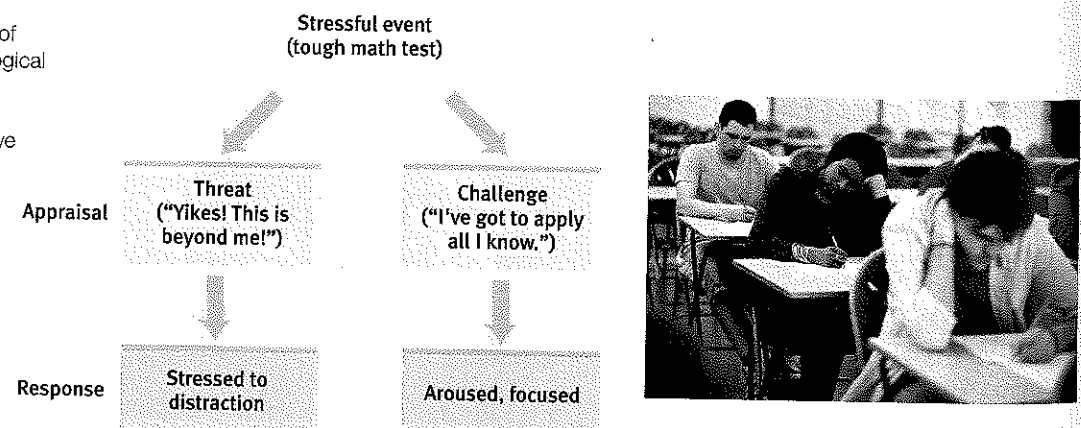 of
ogical
ve
Stressful event
(tough math test)
Appraisal
Threat
("Yikes! This is
beyond me!")
Challenge
("I've got to apply
all I know.")
Response
Stressed to
distraction
Aroused, focused